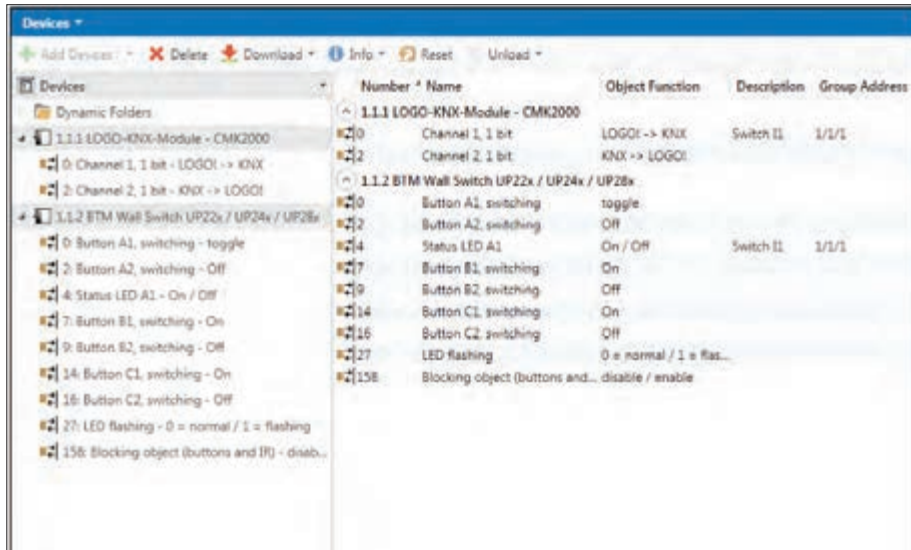 Devices
Add Devices Delete Download Info Reset Unload
Devices
Dynamic Folders
1.1.1 LOGO-KNX-Module - CMK2000
0: Channel 1, 1 bit - LOGO! -> KNX
2: Channel 2, 1 bit - KNX -> LOGO!
1.1.2 BTM Wall Switch UP22x / UP24x / UP28x
0: Button A1, switching - toggle
2: Button A2, switching - Off
4: Status LED A1 - On / Off
7: Button B1, switching - On
9: Button B2, switching - Off
14: Button C1, switching - On
16: Button C2, switching - Off
27: LED flashing - 0 = normal / 1 = flashing
158: Blocking object (buttons and IR) - disab...
Number Name Object Function Description Group Address
1.1.1 LOGO-KNX-Module - CMK2000
0 Channel 1, 1 bit LOGO! -> KNX Switch I1 1/1/1
2 Channel 2, 1 bit KNX -> LOGO!
1.1.2 BTM Wall Switch UP22x / UP24x / UP28x
0 Button A1, switching toggle
2 Button A2, switching Off
4 Status LED A1 On / Off Switch I1 1/1/1
7 Button B1, switching On
9 Button B2, switching Off
14 Button C1, switching On
16 Button C2, switching Off
27 LED flashing 0 = normal / 1 = flas...
158 Blocking object (buttons and... disable / enable